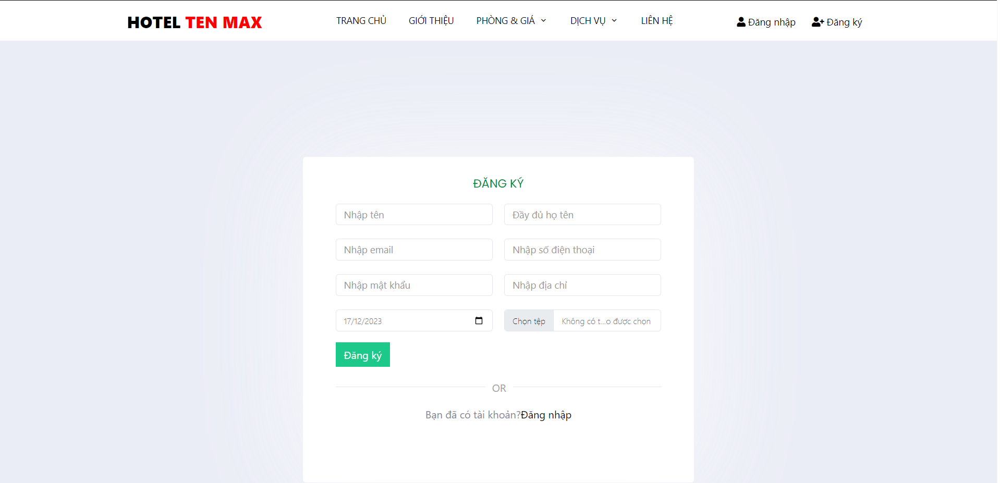 HOTEL TEN MAX
TRANG CHỦ GIỚI THIỆU PHÒNG & GIÁ DỊCH VỤ LIÊN HỆ
Đăng nhập Đăng ký
ĐĂNG KÝ
Nhập tên Đầy đủ họ tên
Nhập email Nhập số điện thoại
Nhập mật khẩu Nhập địa chỉ
17/12/2023 Chọn tệp Không có t...o được chọn
Đăng ký
OR
Bạn đã có tài khoản?Đăng nhập